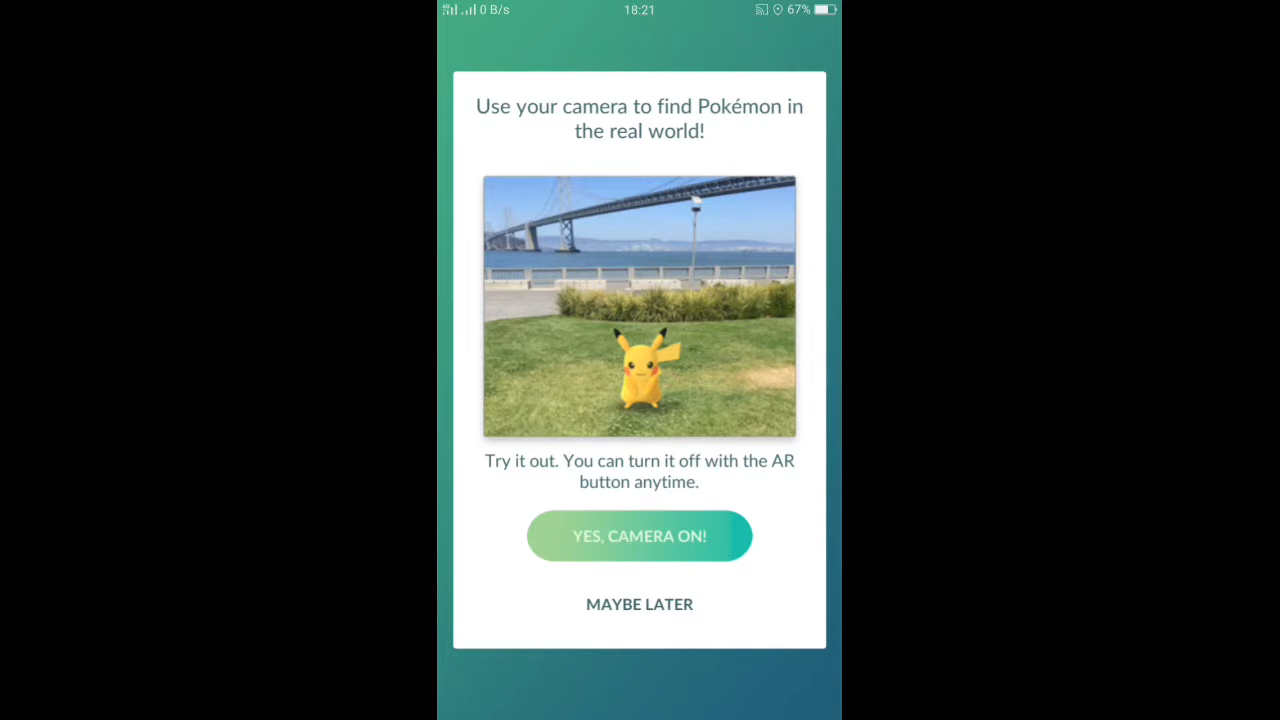 0 B/s 18:21 67%
Use your camera to find Pokémon in
the real world!
Try it out. You can turn it off with the AR
button anytime.
YES, CAMERA ON!
MAYBE LATER